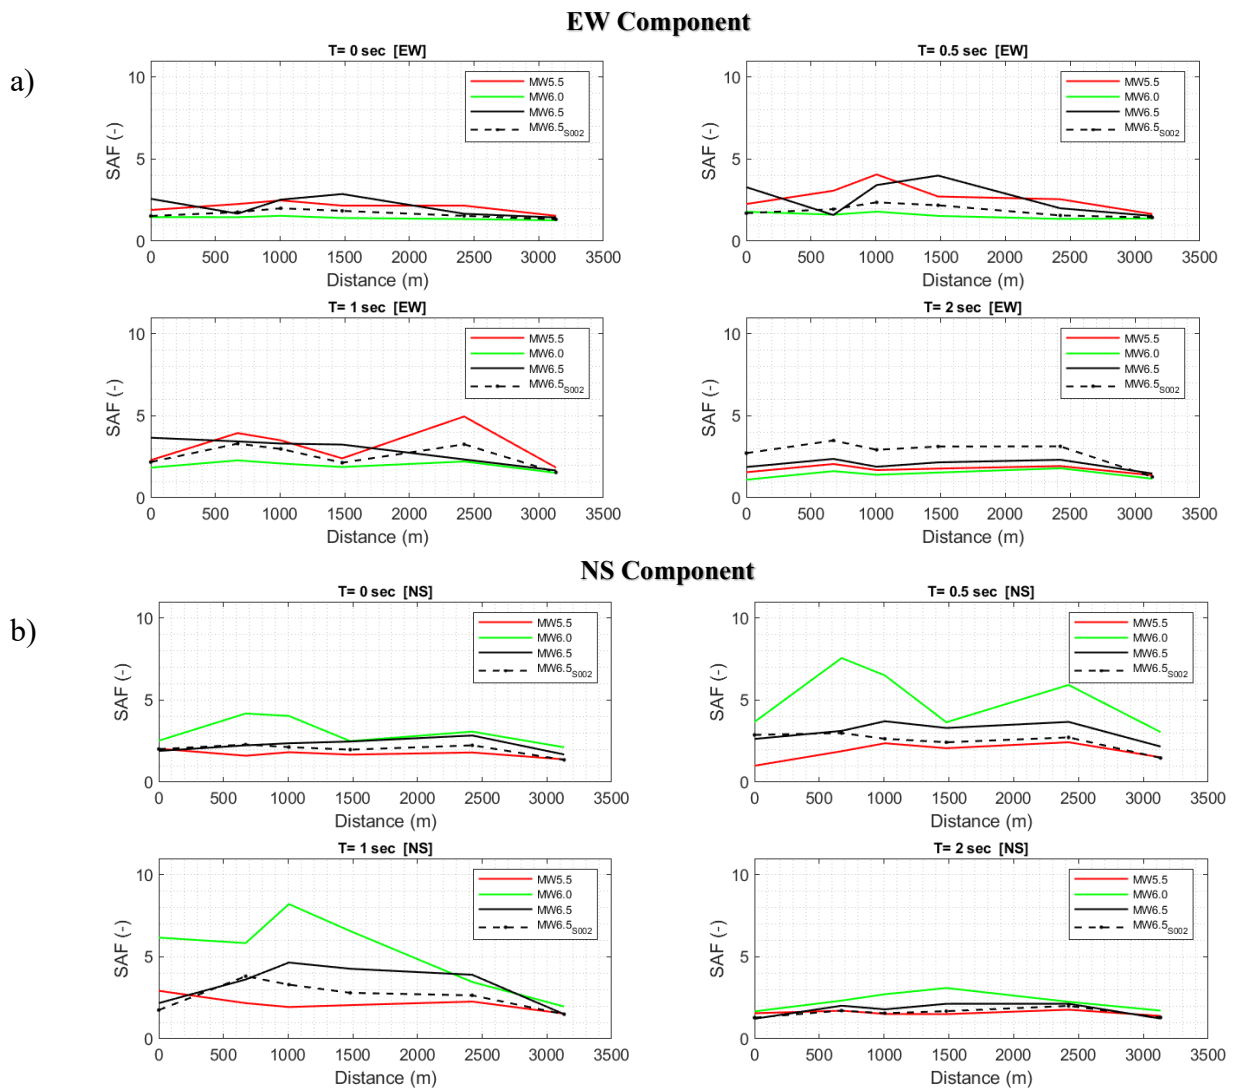 EW Component
a)
T= 0 sec [EW]
SAF (-)
10
5
0
MW5.5
MW6.0
MW6.5
MW6.5S002
0 500 1000 1500 2000 2500 3000 3500
Distance (m)
T= 0.5 sec [EW]
SAF (-)
10
5
0
MW5.5
MW6.0
MW6.5
MW6.5S002
0 500 1000 1500 2000 2500 3000 3500
Distance (m)
T= 1 sec [EW]
SAF (-)
10
5
0
MW5.5
MW6.0
MW6.5
MW6.5S002
0 500 1000 1500 2000 2500 3000 3500
Distance (m)
T= 2 sec [EW]
SAF (-)
10
5
0
MW5.5
MW6.0
MW6.5
MW6.5S002
0 500 1000 1500 2000 2500 3000 3500
Distance (m)
NS Component
b)
T= 0 sec [NS]
SAF (-)
10
5
0
MW5.5
MW6.0
MW6.5
MW6.5S002
0 500 1000 1500 2000 2500 3000 3500
Distance (m)
T= 0.5 sec [NS]
SAF (-)
10
5
0
MW5.5
MW6.0
MW6.5
MW6.5S002
0 500 1000 1500 2000 2500 3000 3500
Distance (m)
T= 1 sec [NS]
SAF (-)
10
5
0
MW5.5
MW6.0
MW6.5
MW6.5S002
0 500 1000 1500 2000 2500 3000 3500
Distance (m)
T= 2 sec [NS]
SAF (-)
10
5
0
MW5.5
MW6.0
MW6.5
MW6.5S002
0 500 1000 1500 2000 2500 3000 3500
Distance (m)